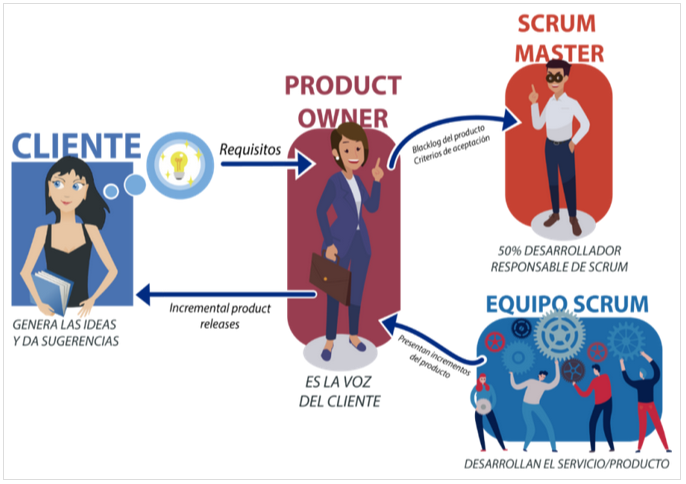 SCRUM
MASTER
PRODUCT
OWNER
CLIENTE
Requisitos
Blacklog del producto
Criterios de aceptación
50% DESARROLLADOR
RESPONSABLE DE SCRUM
Incremental product
releases
GENERA LAS IDEAS
Y DA SUGERENCIAS
EQUIPO SCRUM
Presentan incrementos
del producto
ES LA VOZ
DEL CLIENTE
DESARROLLAN EL SERVICIO/PRODUCTO